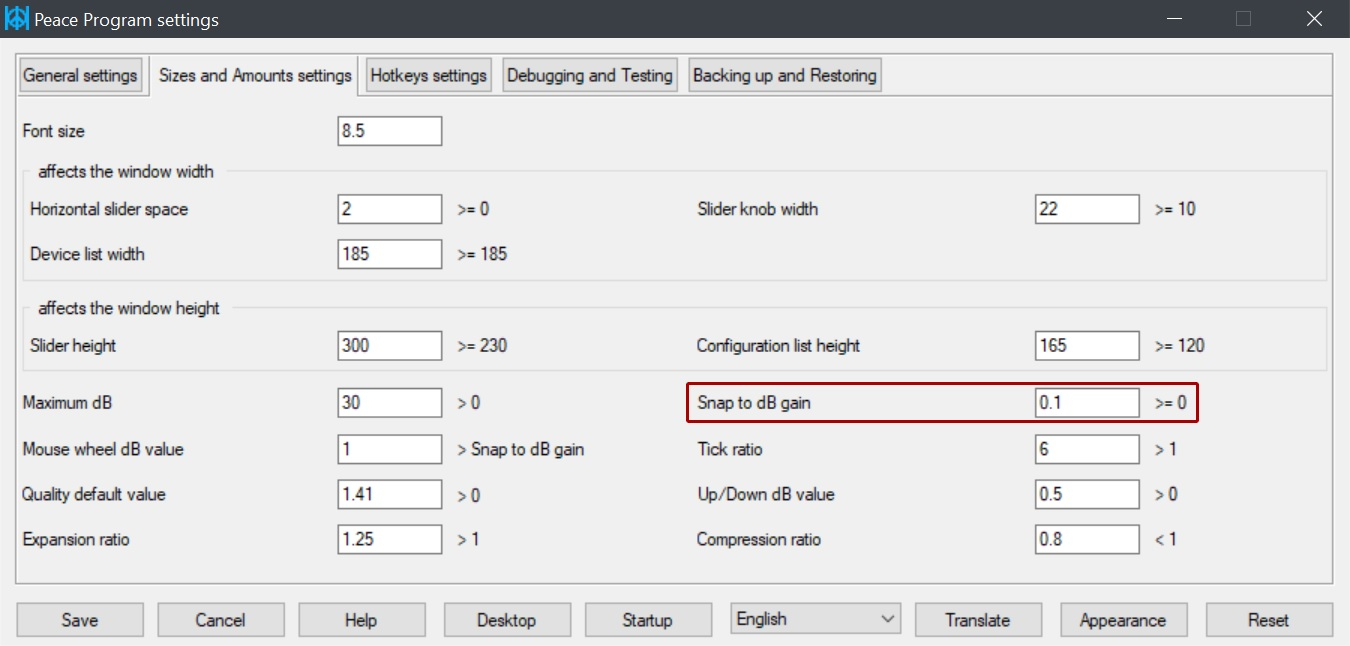 Peace Program settings
General settings Sizes and Amounts settings Hotkeys settings Debugging and Testing Backing up and Restoring
Font size 8.5
affects the window width
Horizontal slider space 2 >= 0 Slider knob width 22 >= 10
Device list width 185 >= 185
affects the window height
Slider height 300 >= 230 Configuration list height 165 >= 120
Maximum dB 30 > 0 Snap to dB gain 0.1 >= 0
Mouse wheel dB value 1 > Snap to dB gain Tick ratio 6 > 1
Quality default value 1.41 > 0 Up/Down dB value 0.5 > 0
Expansion ratio 1.25 > 1 Compression ratio 0.8 < 1
Save Cancel Help Desktop Startup English Translate Appearance Reset